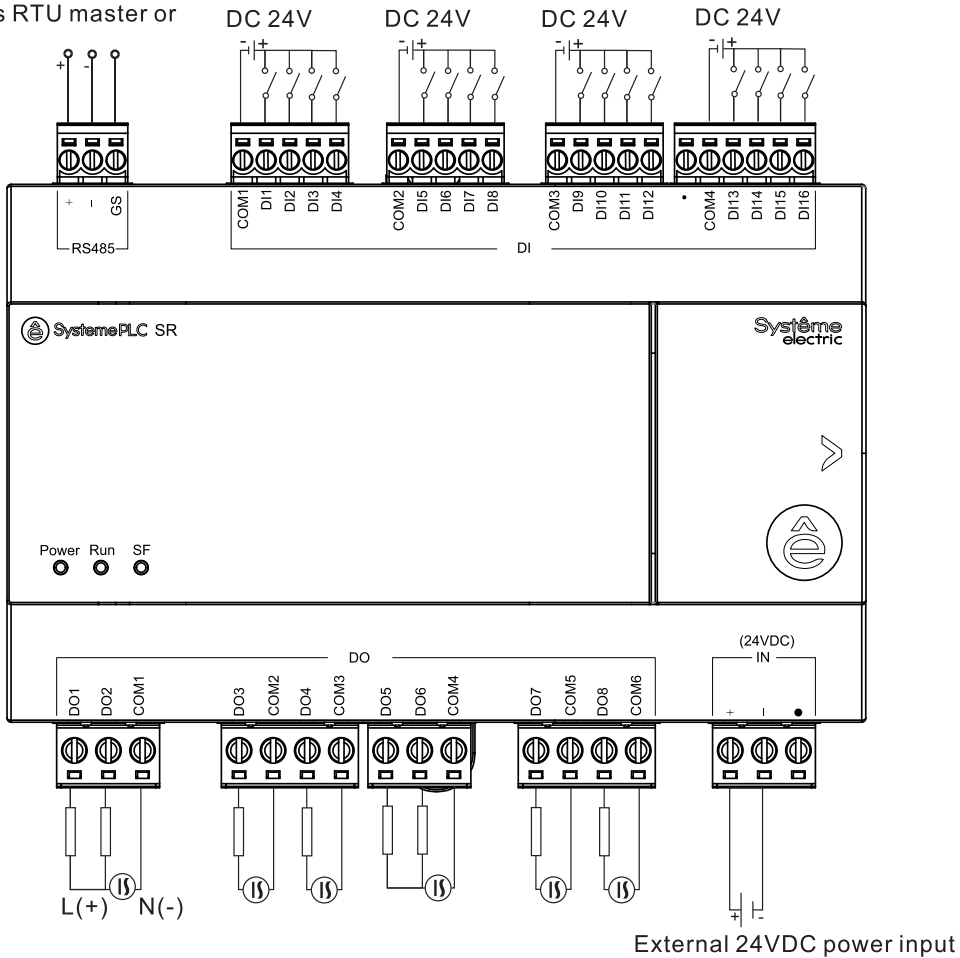 s RTU master or
DC 24V DC 24V DC 24V DC 24V
+ - - + - + - + - +
+ − GS COM1 DI1 DI2 DI3 DI4 COM2 DI5 DI6 DI7 DI8 COM3 DI9 DI10 DI11 DI12 • COM4 DI13 DI14 DI15 DI16
RS485 DI
ê SystemePLC SR
Systême
electric
ê
Power Run SF
(24VDC)
DO IN
DO1 DO2 COM1 DO3 COM2 DO4 COM3 DO5 DO6 COM4 DO7 COM5 DO8 COM6 + − •
L(+) N(-)
+ -
External 24VDC power input